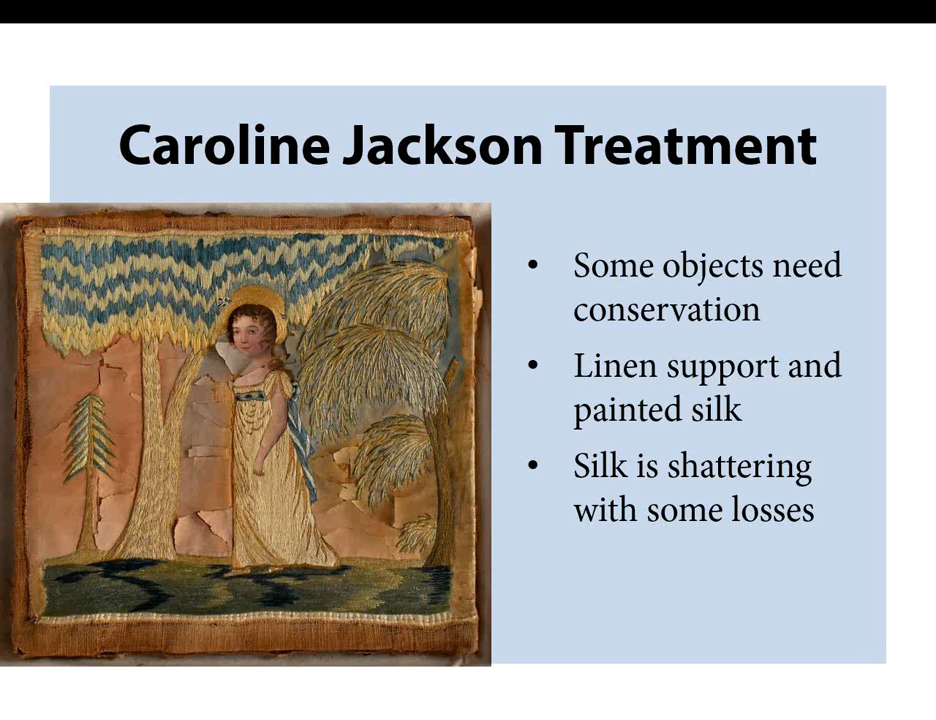 Caroline Jackson Treatment
• Some objects need
conservation
• Linen support and
painted silk
• Silk is shattering
with some losses